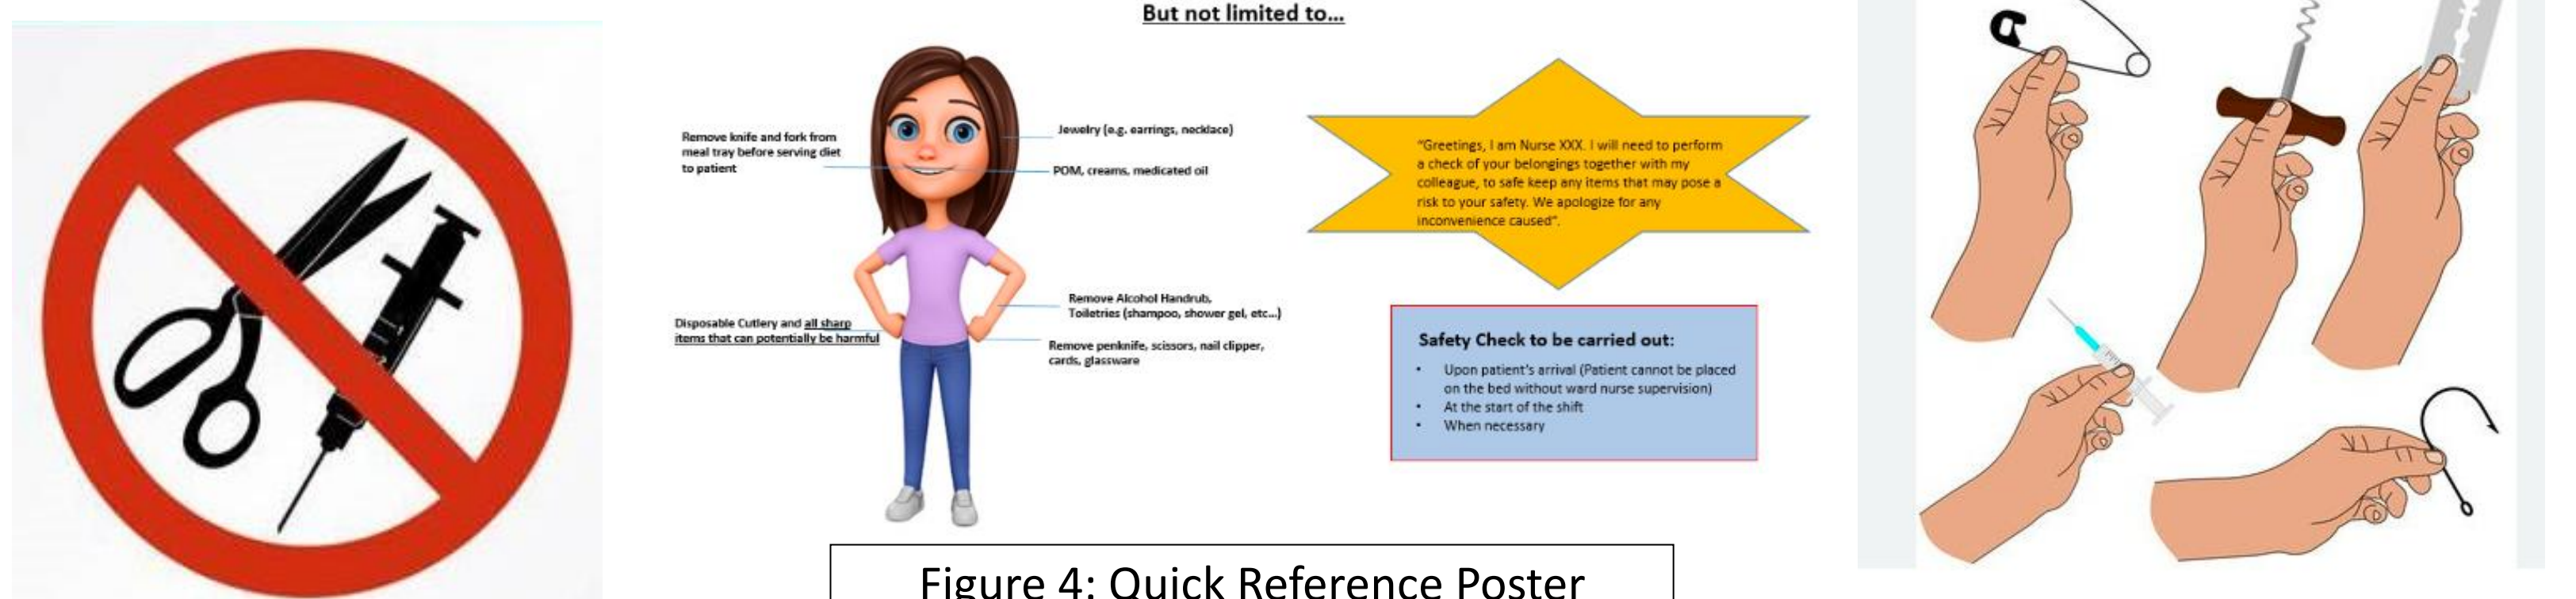 But not limited to...
Remove knife and fork from
meal tray before serving diet
to patient
Jewelry (e.g. earrings, necklace)
POM, creams, medicated oil
Disposable Cutlery and all sharp
items that can potentially be harmful
Remove Alcohol Handrub,
Toiletries (shampoo, shower gel, etc...)
Remove penknife, scissors, nail clipper,
cards, glassware
"Greetings, I am Nurse XXX. I will need to perform
a check of your belongings together with my
colleague, to safe keep any items that may pose a
risk to your safety. We apologize for any
inconvenience caused".
Safety Check to be carried out:
• Upon patient's arrival (Patient cannot be placed
on the bed without ward nurse supervision)
• At the start of the shift
• When necessary
Figure 4: Quick Reference Poster